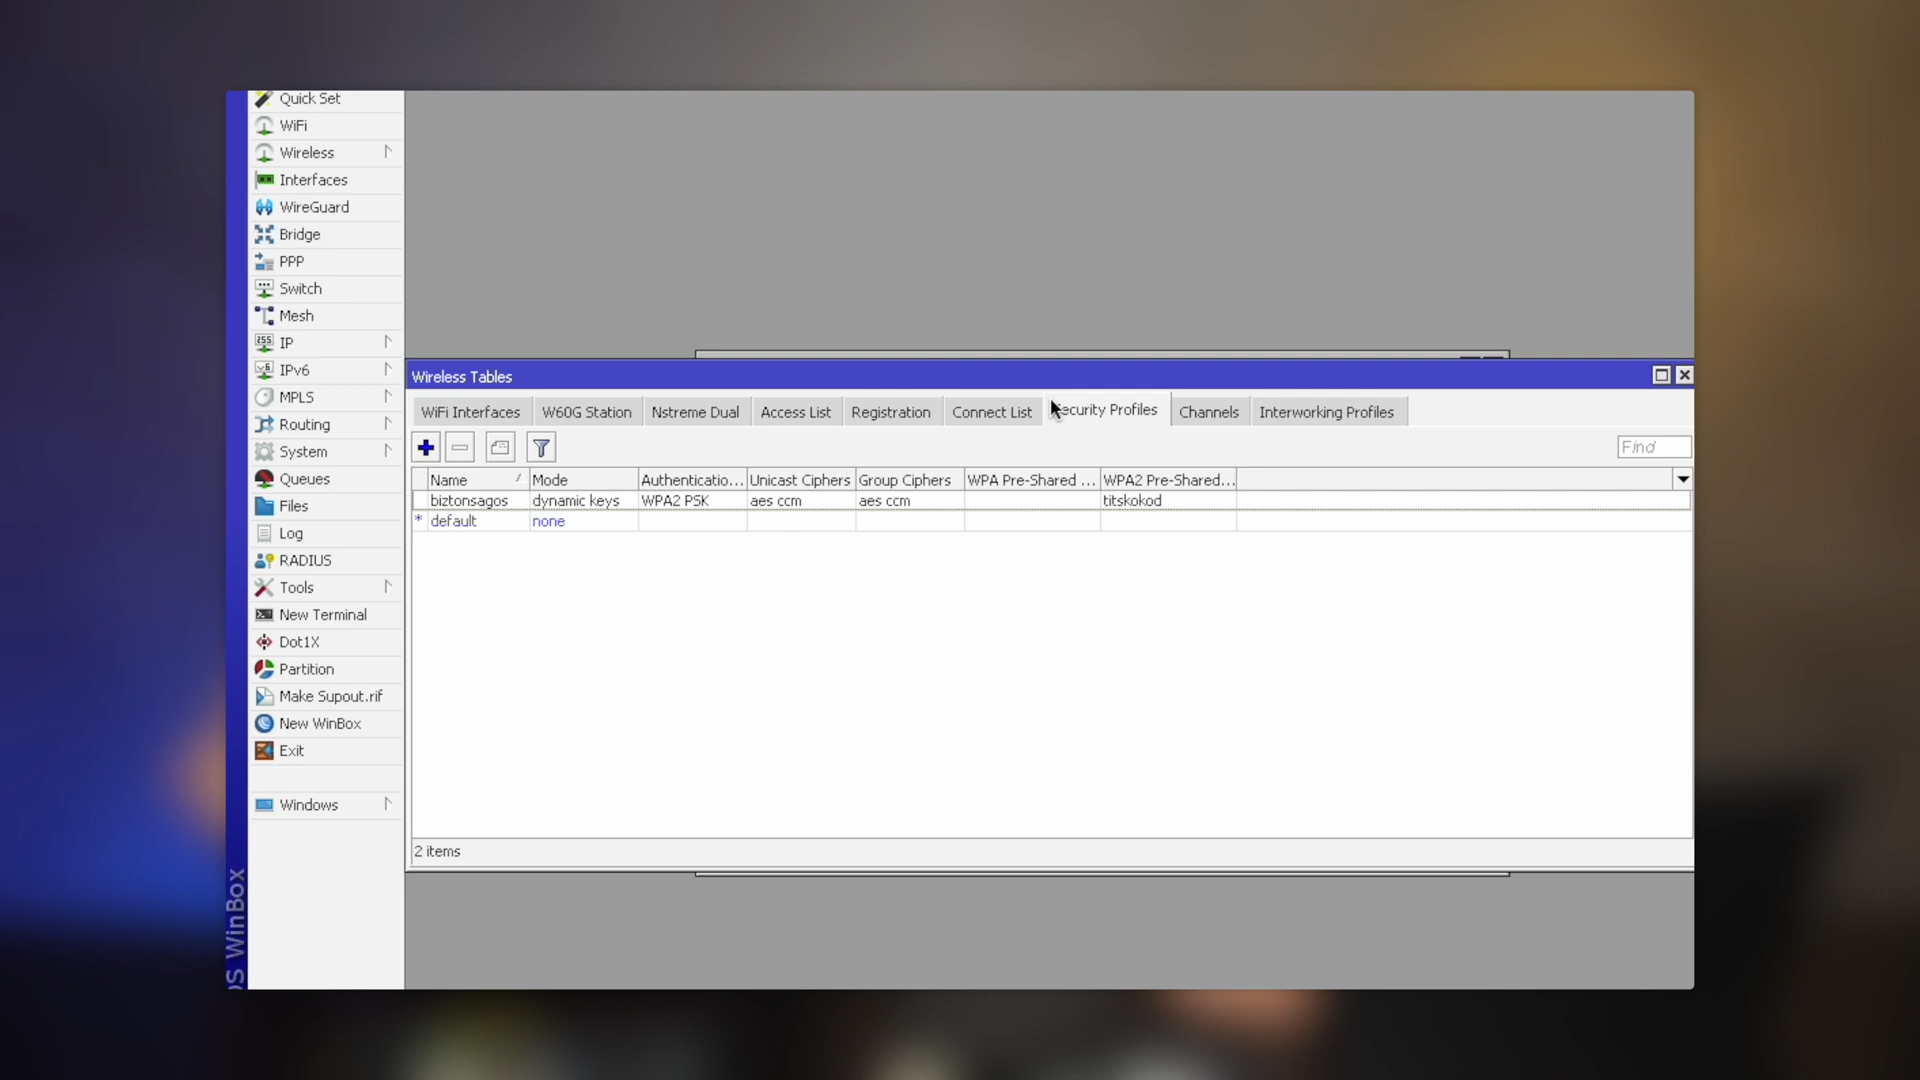 Quick Set
WiFi
Wireless
Interfaces
WireGuard
Bridge
PPP
Switch
Mesh
IP
IPv6
MPLS
Routing
System
Queues
Files
Log
RADIUS
Tools
New Terminal
Dot1X
Partition
Make Supout.rif
New WinBox
Exit
Windows
OS WinBox
Wireless Tables
WiFi Interfaces W60G Station Nstreme Dual Access List Registration Connect List Security Profiles Channels Interworking Profiles
Find
Name Mode Authenticatio... Unicast Ciphers Group Ciphers WPA Pre-Shared ... WPA2 Pre-Shared...
biztonsagos dynamic keys WPA2 PSK aes ccm aes ccm titskokod
* default none
2 items